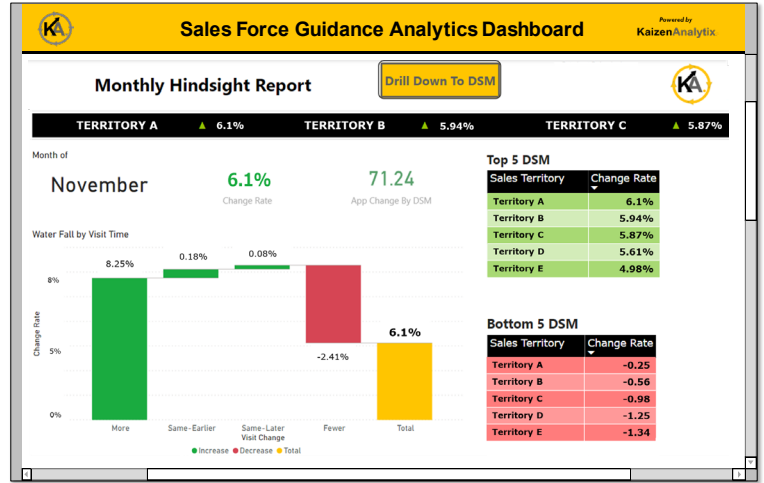 KA
Sales Force Guidance Analytics Dashboard
Powered by
KaizenAnalytix
Monthly Hindsight Report
Drill Down To DSM
KA
TERRITORY A ▲ 6.1% TERRITORY B ▲ 5.94% TERRITORY C ▲ 5.87%
Month of
November
6.1%
Change Rate
71.24
App Change By DSM
Water Fall by Visit Time
Change Rate
8%
5%
0%
8.25%
0.18%
0.08%
-2.41%
6.1%
More Same-Earlier Same-Later Fewer Total
Visit Change
Increase Decrease Total
Top 5 DSM
Sales Territory Change Rate
Territory A 6.1%
Territory B 5.94%
Territory C 5.87%
Territory D 5.61%
Territory E 4.98%
Bottom 5 DSM
Sales Territory Change Rate
Territory A -0.25
Territory B -0.56
Territory C -0.98
Territory D -1.25
Territory E -1.34